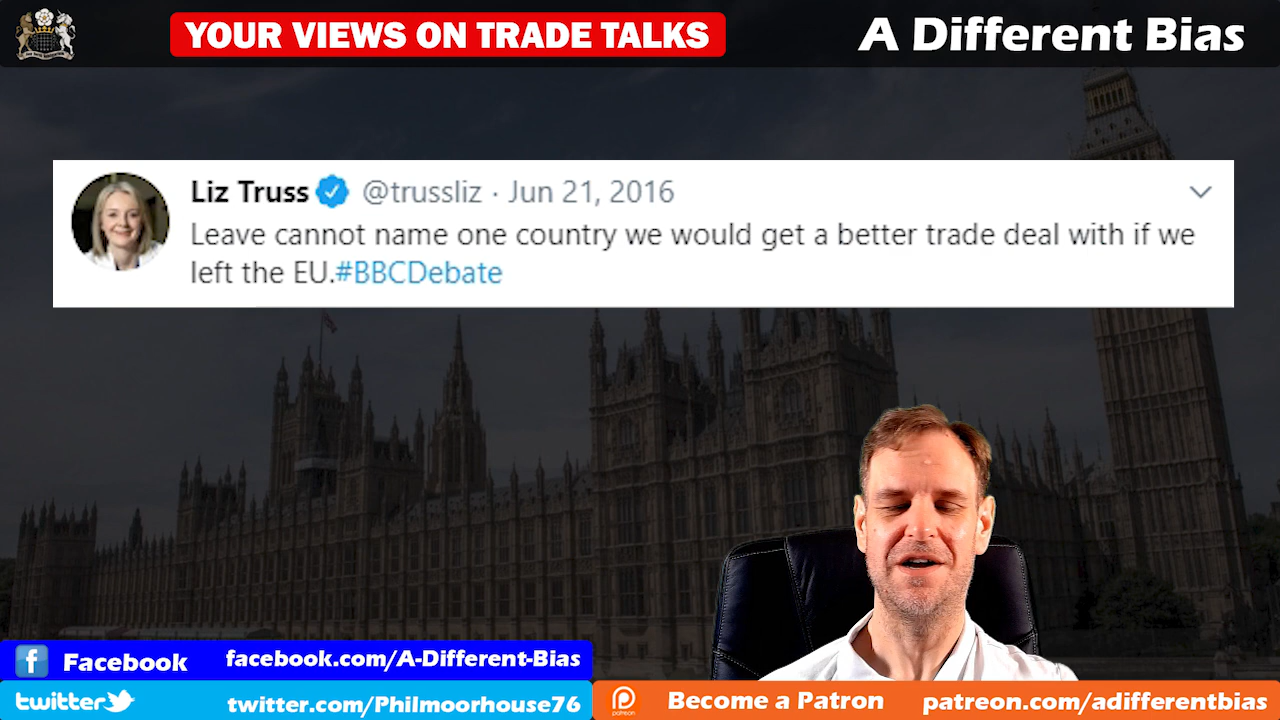 YOUR VIEWS ON TRADE TALKS
A Different Bias
Liz Truss @trussliz · Jun 21, 2016
Leave cannot name one country we would get a better trade deal with if we
left the EU.#BBCDebate
f Facebook facebook.com/A-Different-Bias
twitter twitter.com/Philmoorhouse76
Become a Patron patreon.com/adifferentbias